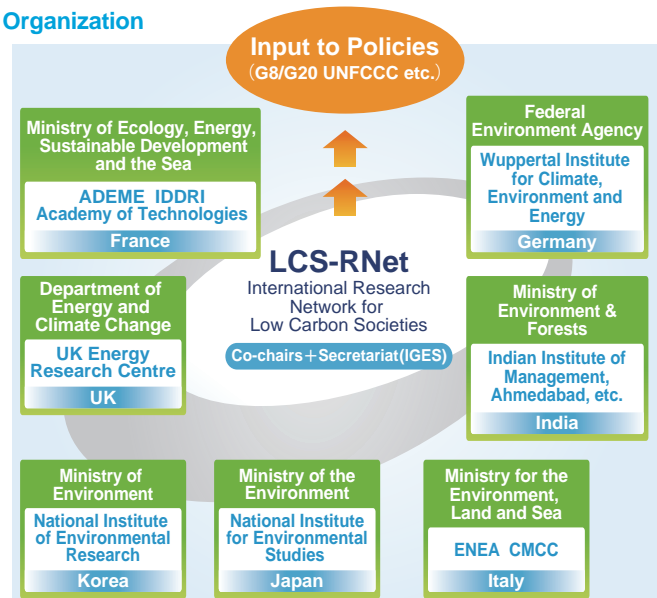 Organization
Input to Policies
（G8/G20 UNFCCC etc.）
Ministry of Ecology, Energy,
Sustainable Development
and the Sea
ADEME IDDRI
Academy of Technologies
France
Federal
Environment Agency
Wuppertal Institute
for Climate,
Environment and
Energy
Germany
LCS-RNet
International Research
Network for
Low Carbon Societies
Co-chairs＋Secretariat(IGES)
Department of
Energy and
Climate Change
UK Energy
Research Centre
UK
Ministry of
Environment &
Forests
Indian Institute of
Management,
Ahmedabad, etc.
India
Ministry of
Environment
National Institute
of Environmental
Research
Korea
Ministry of the
Environment
National Institute
for Environmental
Studies
Japan
Ministry for the
Environment,
Land and Sea
ENEA CMCC
Italy